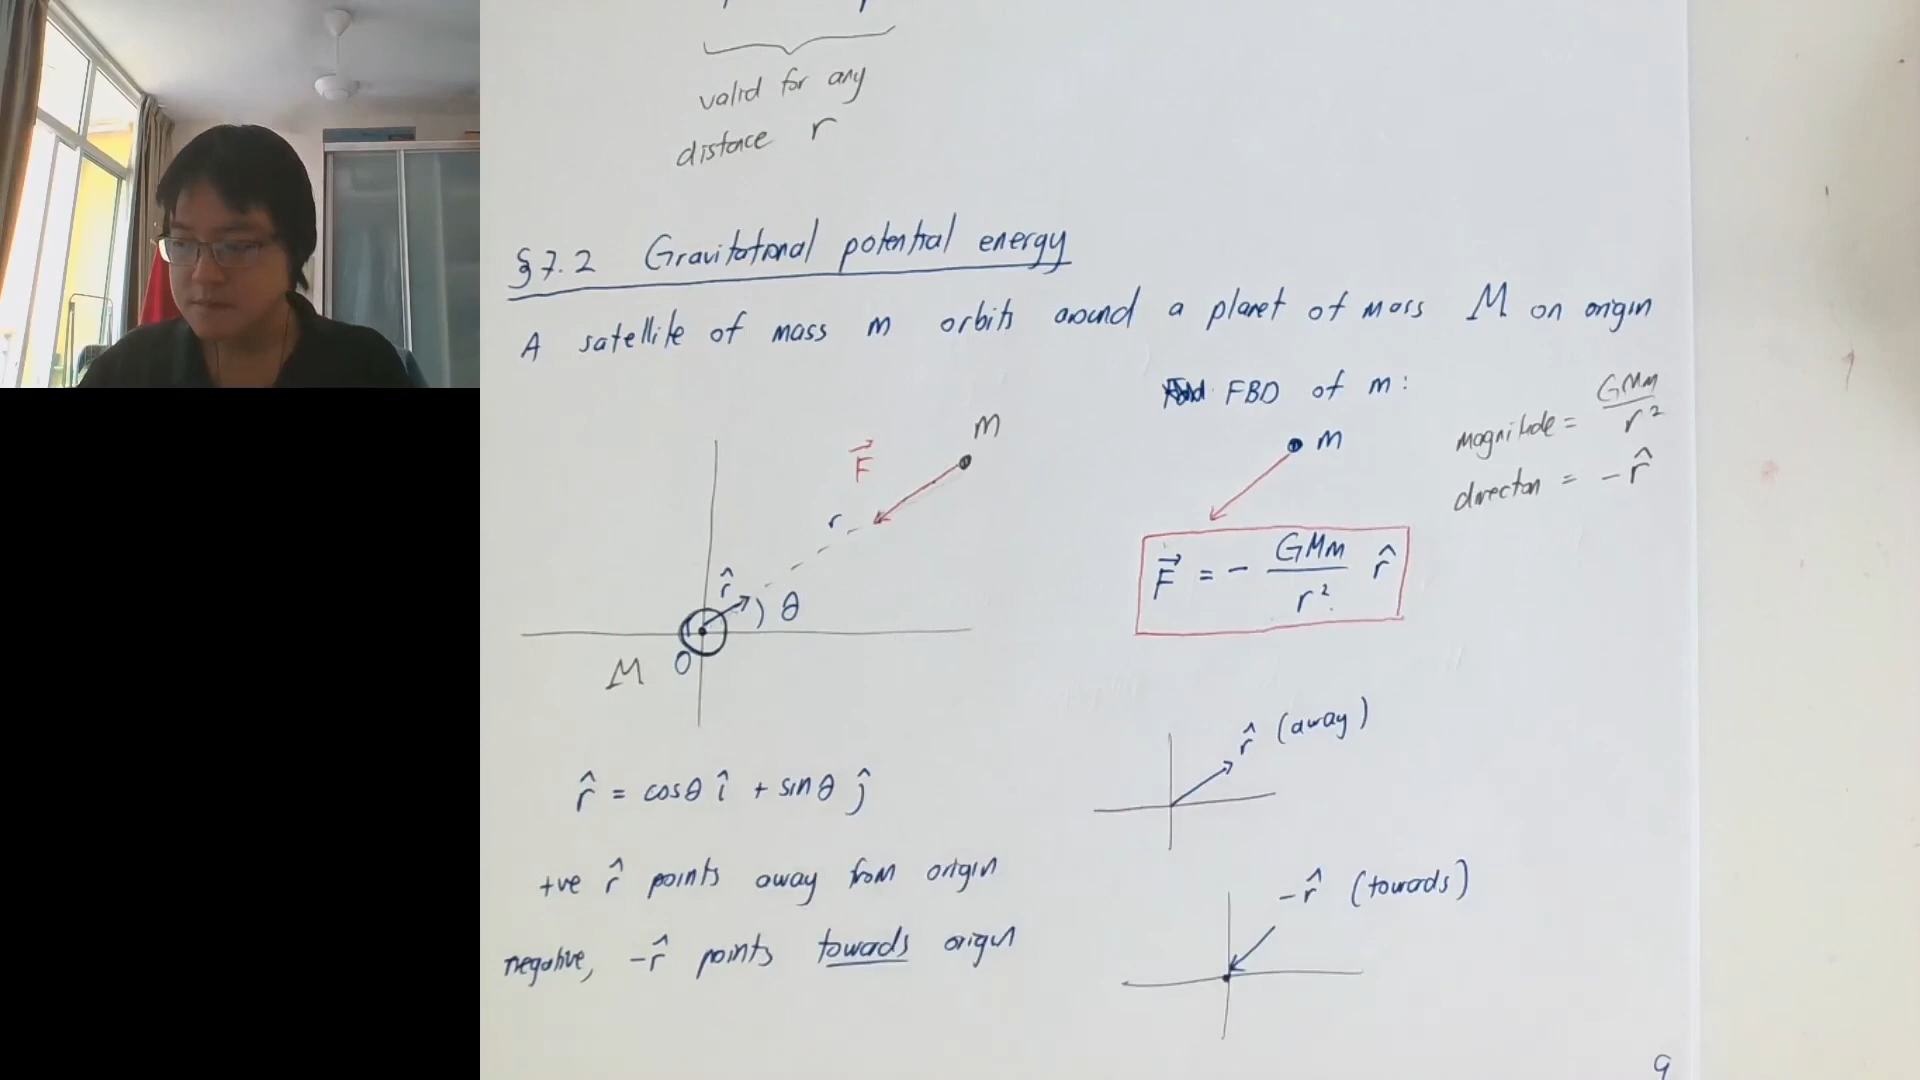 valid for any
distance r
§7.2 Gravitational potential energy
A satellite of mass m orbits around a planet of mass M on origin
FBD of m:
magnitude = GMm / r²
direction = - r̂
m
F⃗
m
r
r̂
θ
O
M
F⃗ = - GMm / r² r̂
r̂ (away)
r̂ = cosθ î + sinθ ĵ
+ve r̂ points away from origin
- r̂ (towards)
negative, -r̂ points towards origin
9